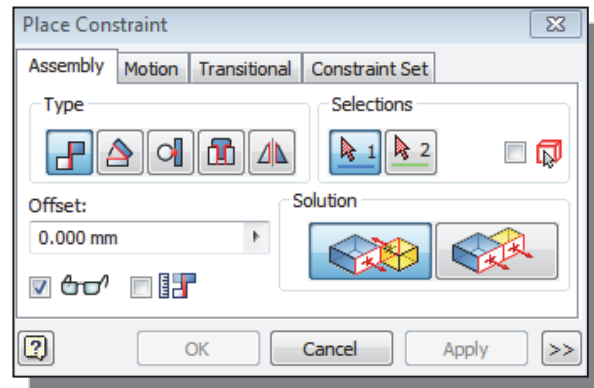 Place Constraint
Assembly Motion Transitional Constraint Set
Type
Selections
1 2
Offset:
Solution
0.000 mm
? OK Cancel Apply >>